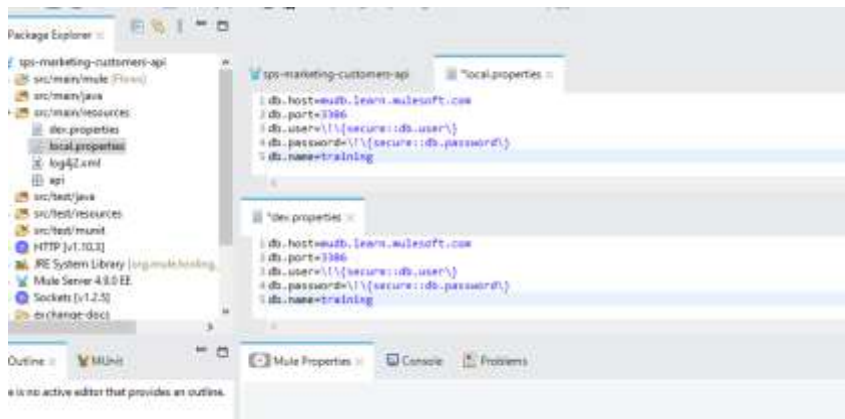 Package Explorer
sps-marketing-customers-api
src/main/mule (Flows)
src/main/java
src/main/resources
dev.properties
local.properties
log4j2.xml
api
src/test/java
src/test/resources
src/test/munit
HTTP [v1.10.3]
JRE System Library
Mule Server 4.9.0 EE
Sockets [v1.2.5]
exchange-docs
Outline
MUnit
e is no active editor that provides an outline.
sps-marketing-customers-api
*local.properties
1 db.host=mudb.learn.mulesoft.com
2 db.port=3306
3 db.user=\!\{secure::db.user\}
4 db.password=\!\{secure::db.password\}
5 db.name=training
*dev.properties
1 db.host=mudb.learn.mulesoft.com
2 db.port=3306
3 db.user=\!\{secure::db.user\}
4 db.password=\!\{secure::db.password\}
5 db.name=training
Mule Properties
Console
Problems